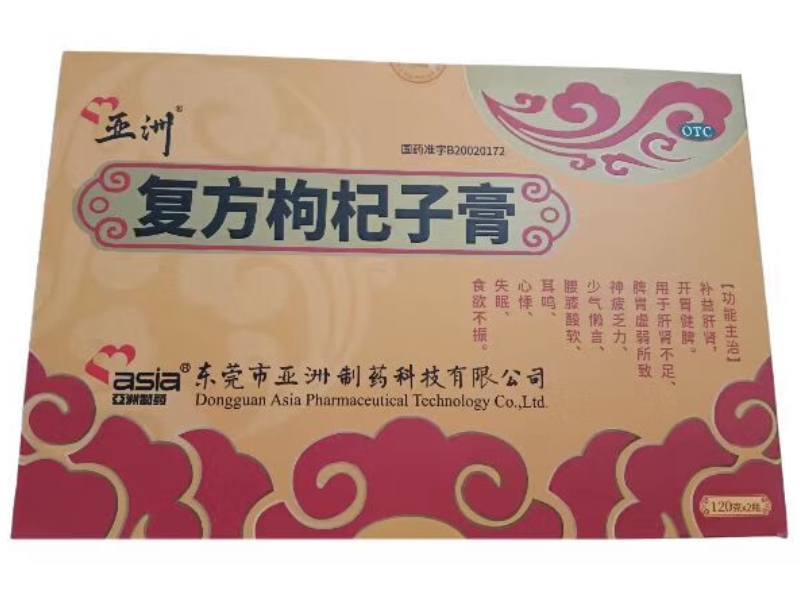 亚洲®
国药准字B20020172
OTC
复方枸杞子膏
【功能主治】
补益肝肾,
开胃健脾。
用于肝肾不足、
脾胃虚弱所致
神疲乏力、
少气懒言、
腰膝酸软、
耳鸣、
心悸、
失眠、
食欲不振。
asia®
亞洲製药
东莞市亚洲制药科技有限公司
Dongguan Asia Pharmaceutical Technology Co.,Ltd.
120克x2瓶